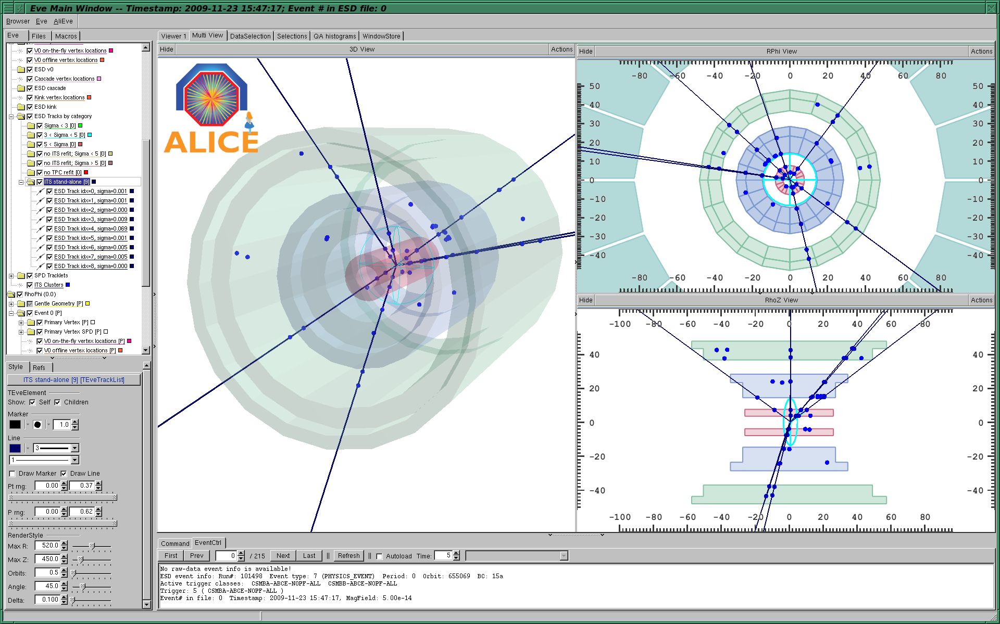 Eve Main Window -- Timestamp: 2009-11-23 15:47:17; Event # in ESD file: 0
Browser Eve AliEve
Eve Files Macros
V0 on-the-fly vertex locations
V0 offline vertex locations
ESD v0
Cascade vertex locations
ESD cascade
Kink vertex locations
ESD kink
ESD Tracks by category
Sigma < 3 [0]
3 < Sigma < 5 [0]
5 < Sigma [0]
no ITS refit; Sigma < 5 [0]
no ITS refit; Sigma > 5 [0]
no TPC refit [0]
ITS stand-alone [9]
ESD Track idx=0, sigma=0.001
ESD Track idx=1, sigma=0.001
ESD Track idx=2, sigma=0.000
ESD Track idx=3, sigma=0.009
ESD Track idx=4, sigma=0.069
ESD Track idx=5, sigma=0.001
ESD Track idx=6, sigma=0.005
ESD Track idx=7, sigma=0.005
ESD Track idx=8, sigma=0.000
SPD Tracklets
ITS Clusters
RhoPhi (0.0)
Gentle Geometry [P]
Event 0 [P]
Primary Vertex [P]
Primary Vertex SPD [P]
V0 on-the-fly vertex locations [P]
V0 offline vertex locations [P]
Style Refs
ITS stand-alone [9] [TEveTrackList]
TEveElement
Show: Self Children
Marker
1.0
Line
3
1
Draw Marker Draw Line
Pt rng: 0.00 0.37
P rng: 0.00 0.62
RenderStyle
Max R: 520.0
Max Z: 450.0
Orbits: 0.5
Angle: 45.0
Delta: 0.100
Viewer 1 Multi View DataSelection Selections QA histograms WindowStore
Hide 3D View Actions
ALICE
Hide RPhi View Actions
-80 -60 -40 -20 0 20 40 60 80
50 50
40 40
30 30
20 20
10 10
0 0
-10 -10
-20 -20
-30 -30
-40 -40
-80 -60 -40 -20 0 20 40 60 80
Hide RhoZ View Actions
-100 -80 -60 -40 -20 0 20 40 60 80
40 40
20 20
0 0
-20 -20
-40 -40
-100 -80 -60 -40 -20 0 20 40 60 80
Command EventCtrl
First Prev 0 / 215 Next Last || Refresh || Autoload Time: 5
No raw-data event info is available!
ESD event info: Run#: 101498 Event type: 7 (PHYSICS_EVENT) Period: 0 Orbit: 655069 BC: 15a
Active trigger classes: CSMBA-ABCE-NOPF-ALL CSMBB-ABCE-NOPF-ALL
Trigger: 5 ( CSMBA-ABCE-NOPF-ALL )
Event# in file: 0 Timestamp: 2009-11-23 15:47:17, MagField: 5.00e-14